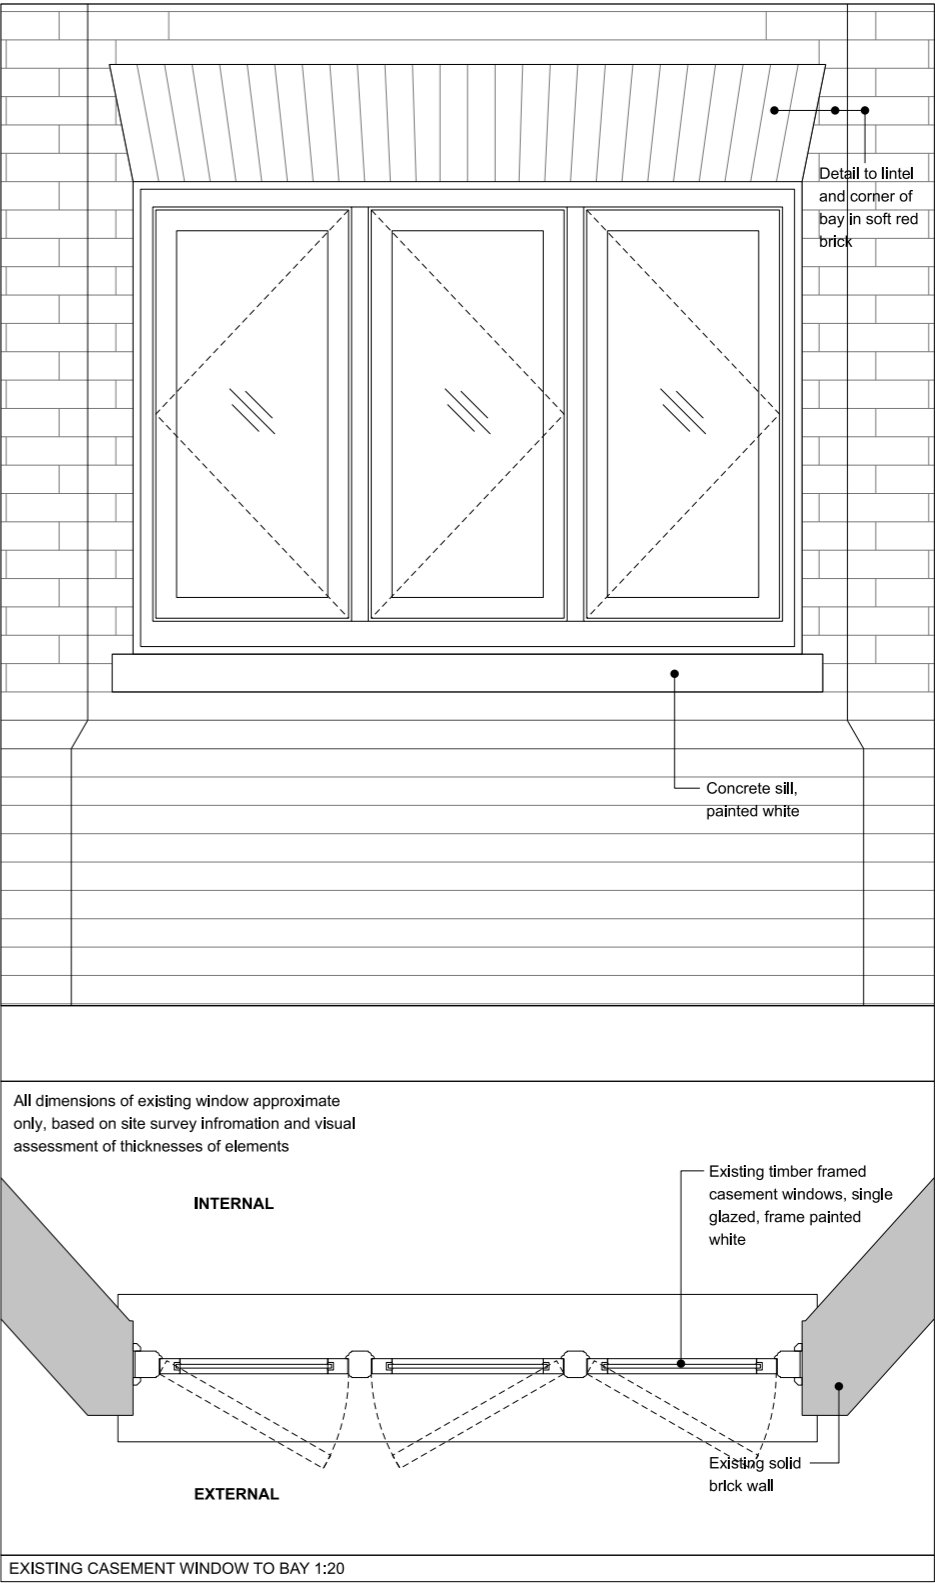 Detail to lintel
and corner of
bay in soft red
brick
Concrete sill,
painted white
All dimensions of existing window approximate
only, based on site survey infromation and visual
assessment of thicknesses of elements
INTERNAL
Existing timber framed
casement windows, single
glazed, frame painted
white
Existing solid
brick wall
EXTERNAL
EXISTING CASEMENT WINDOW TO BAY 1:20